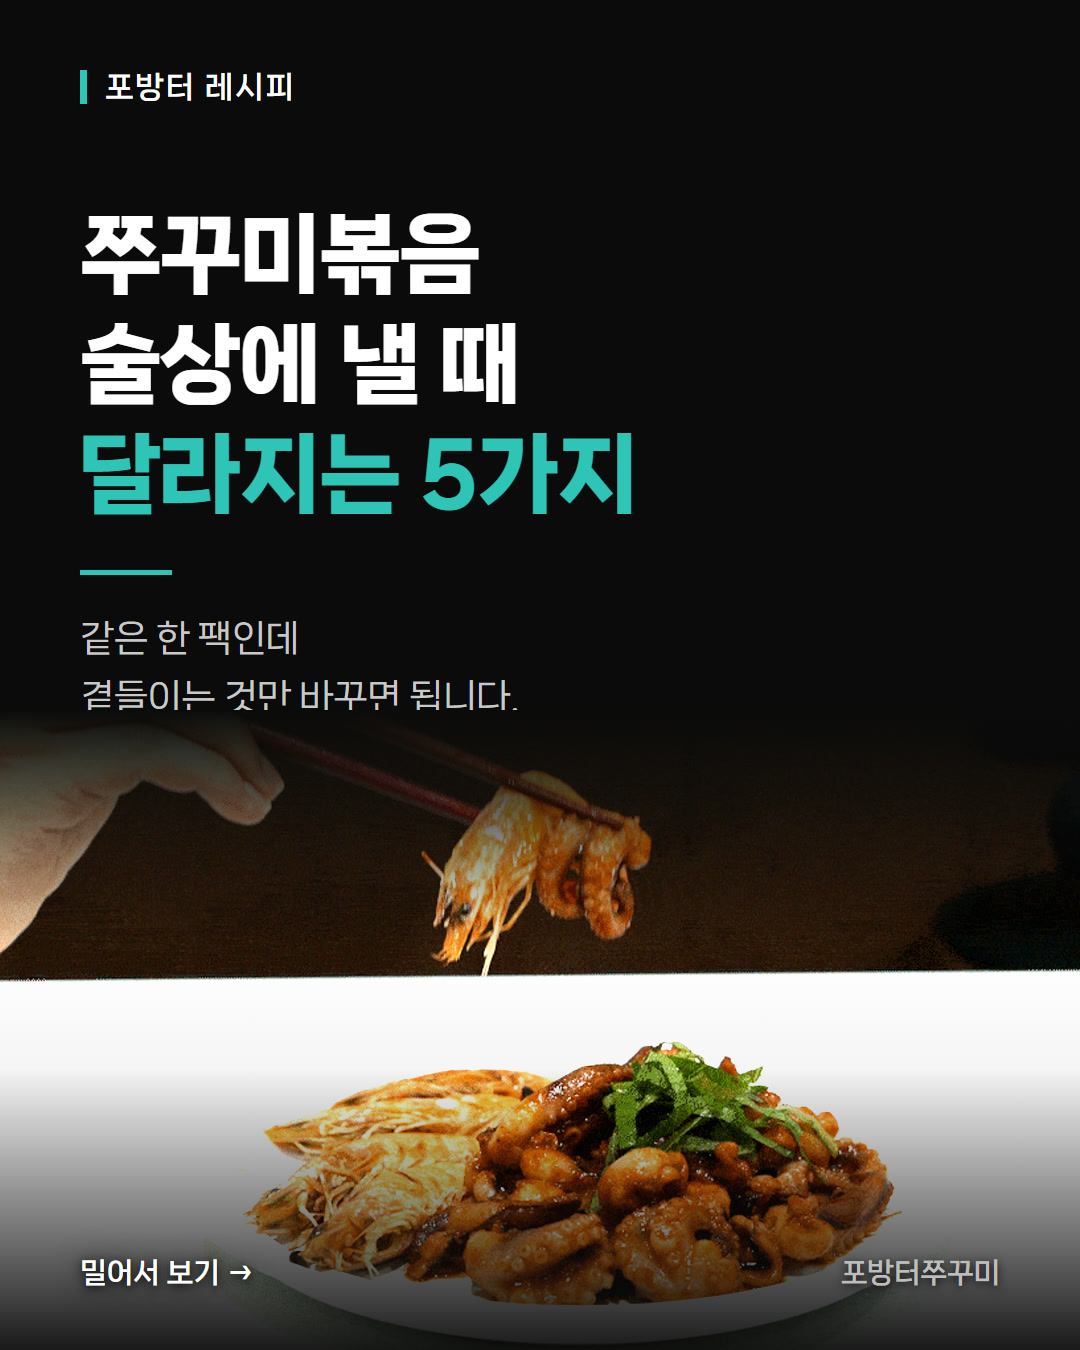 포방터 레시피
쭈꾸미볶음
술상에 낼 때
달라지는 5가지
같은 한 팩인데
곁들이는 것만 바꾸면 됩니다.
밀어서 보기 →
포방터쭈꾸미